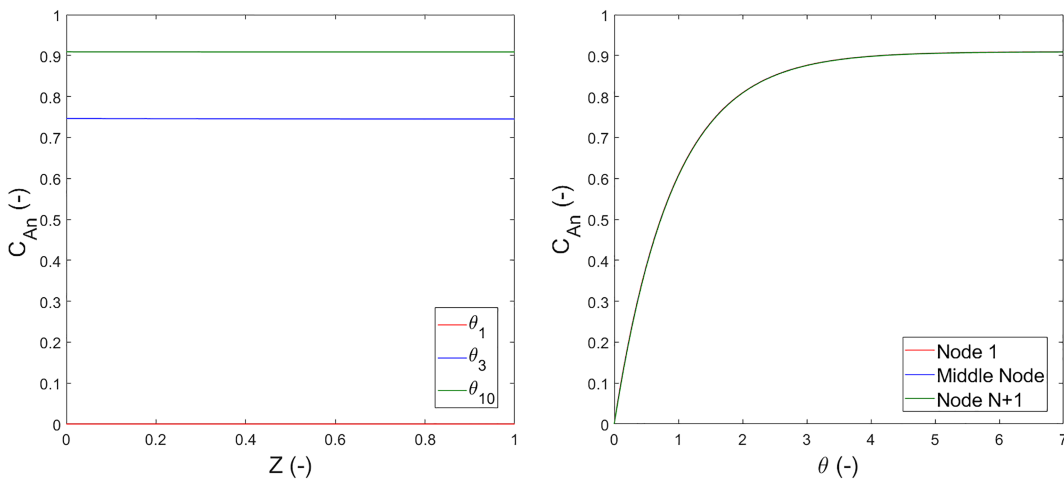 1
0.9
0.8
0.7
0.6
0.5
0.4
0.3
0.2
0.1
0
C_An (-)
0 0.2 0.4 0.6 0.8 1
Z (-)
θ_1
θ_3
θ_10
1
0.9
0.8
0.7
0.6
0.5
0.4
0.3
0.2
0.1
0
C_An (-)
0 1 2 3 4 5 6 7
θ (-)
Node 1
Middle Node
Node N+1